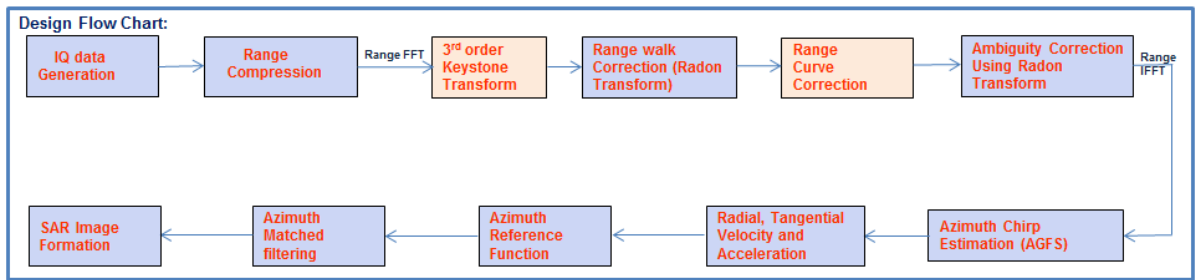 Design Flow Chart:
IQ data
Generation
Range
Compression
Range FFT
3rd order
Keystone
Transform
Range walk
Correction (Radon
Transform)
Range
Curve
Correction
Ambiguity Correction
Using Radon
Transform
Range
IFFT
SAR Image
Formation
Azimuth
Matched
filtering
Azimuth
Reference
Function
Radial, Tangential
Velocity and
Acceleration
Azimuth Chirp
Estimation (AGFS)